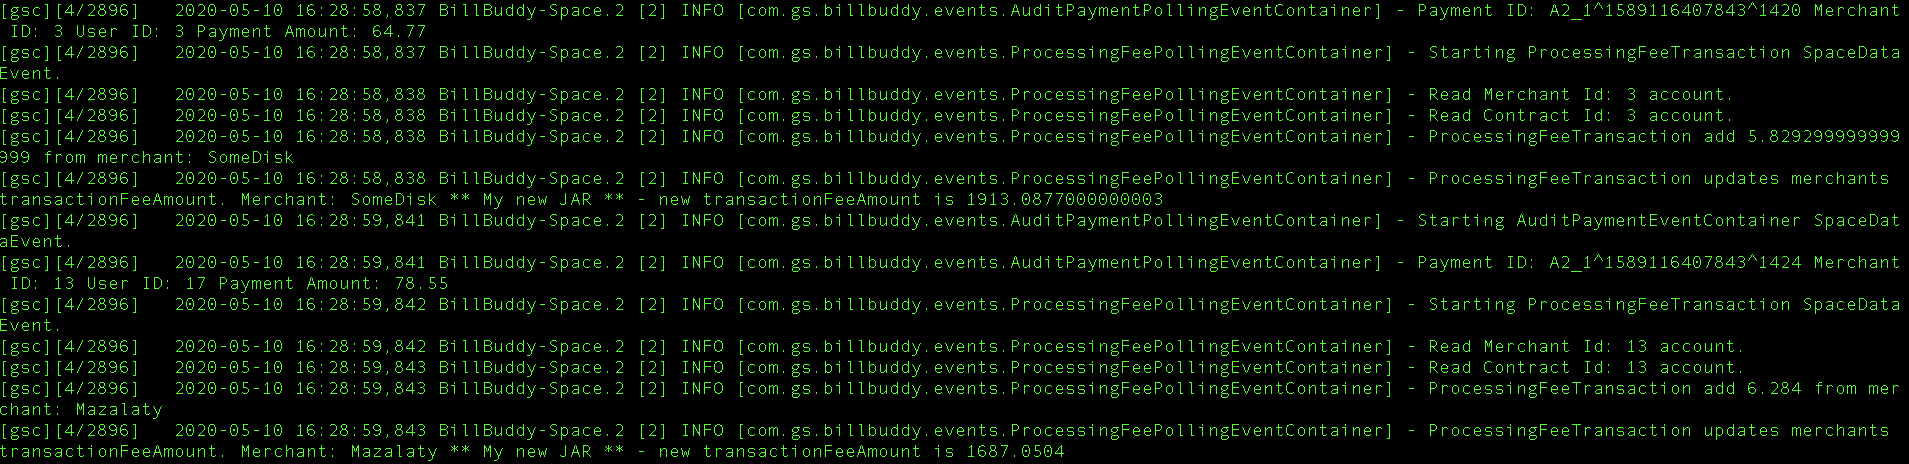 [gsc][4/2896]   2020-05-10 16:28:58,837 BillBuddy-Space.2 [2] INFO [com.gs.billbuddy.events.AuditPaymentPollingEventContainer] - Payment ID: A2_1^1589116407843^1420 Merchant
 ID: 3 User ID: 3 Payment Amount: 64.77
[gsc][4/2896]   2020-05-10 16:28:58,837 BillBuddy-Space.2 [2] INFO [com.gs.billbuddy.events.ProcessingFeePollingEventContainer] - Starting ProcessingFeeTransaction SpaceData
Event.
[gsc][4/2896]   2020-05-10 16:28:58,838 BillBuddy-Space.2 [2] INFO [com.gs.billbuddy.events.ProcessingFeePollingEventContainer] - Read Merchant Id: 3 account.
[gsc][4/2896]   2020-05-10 16:28:58,838 BillBuddy-Space.2 [2] INFO [com.gs.billbuddy.events.ProcessingFeePollingEventContainer] - Read Contract Id: 3 account.
[gsc][4/2896]   2020-05-10 16:28:58,838 BillBuddy-Space.2 [2] INFO [com.gs.billbuddy.events.ProcessingFeePollingEventContainer] - ProcessingFeeTransaction add 5.829299999999
999 from merchant: SomeDisk
[gsc][4/2896]   2020-05-10 16:28:58,838 BillBuddy-Space.2 [2] INFO [com.gs.billbuddy.events.ProcessingFeePollingEventContainer] - ProcessingFeeTransaction updates merchants
transactionFeeAmount. Merchant: SomeDisk ** My new JAR ** - new transactionFeeAmount is 1913.0877000000003
[gsc][4/2896]   2020-05-10 16:28:59,841 BillBuddy-Space.2 [2] INFO [com.gs.billbuddy.events.AuditPaymentPollingEventContainer] - Starting AuditPaymentEventContainer SpaceDat
aEvent.
[gsc][4/2896]   2020-05-10 16:28:59,841 BillBuddy-Space.2 [2] INFO [com.gs.billbuddy.events.AuditPaymentPollingEventContainer] - Payment ID: A2_1^1589116407843^1424 Merchant
 ID: 13 User ID: 17 Payment Amount: 78.55
[gsc][4/2896]   2020-05-10 16:28:59,842 BillBuddy-Space.2 [2] INFO [com.gs.billbuddy.events.ProcessingFeePollingEventContainer] - Starting ProcessingFeeTransaction SpaceData
Event.
[gsc][4/2896]   2020-05-10 16:28:59,842 BillBuddy-Space.2 [2] INFO [com.gs.billbuddy.events.ProcessingFeePollingEventContainer] - Read Merchant Id: 13 account.
[gsc][4/2896]   2020-05-10 16:28:59,843 BillBuddy-Space.2 [2] INFO [com.gs.billbuddy.events.ProcessingFeePollingEventContainer] - Read Contract Id: 13 account.
[gsc][4/2896]   2020-05-10 16:28:59,843 BillBuddy-Space.2 [2] INFO [com.gs.billbuddy.events.ProcessingFeePollingEventContainer] - ProcessingFeeTransaction add 6.284 from mer
chant: Mazalaty
[gsc][4/2896]   2020-05-10 16:28:59,843 BillBuddy-Space.2 [2] INFO [com.gs.billbuddy.events.ProcessingFeePollingEventContainer] - ProcessingFeeTransaction updates merchants
transactionFeeAmount. Merchant: Mazalaty ** My new JAR ** - new transactionFeeAmount is 1687.0504